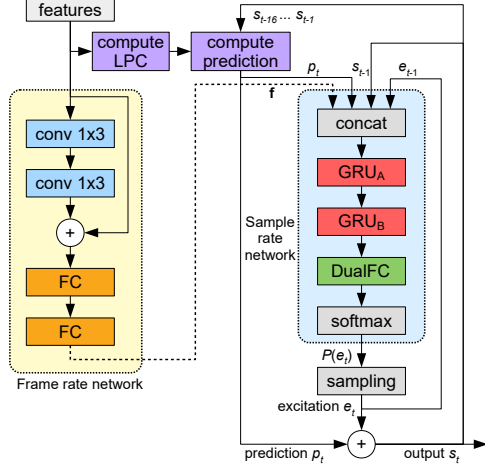 features
s_{t-16} ... s_{t-1}
compute
LPC
compute
prediction
p_t
s_{t-1}
e_{t-1}
f
conv 1x3
concat
conv 1x3
GRU_A
+
GRU_B
Sample
rate
network
FC
DualFC
FC
softmax
P(e_t)
Frame rate network
sampling
excitation e_t
prediction p_t
+
output s_t